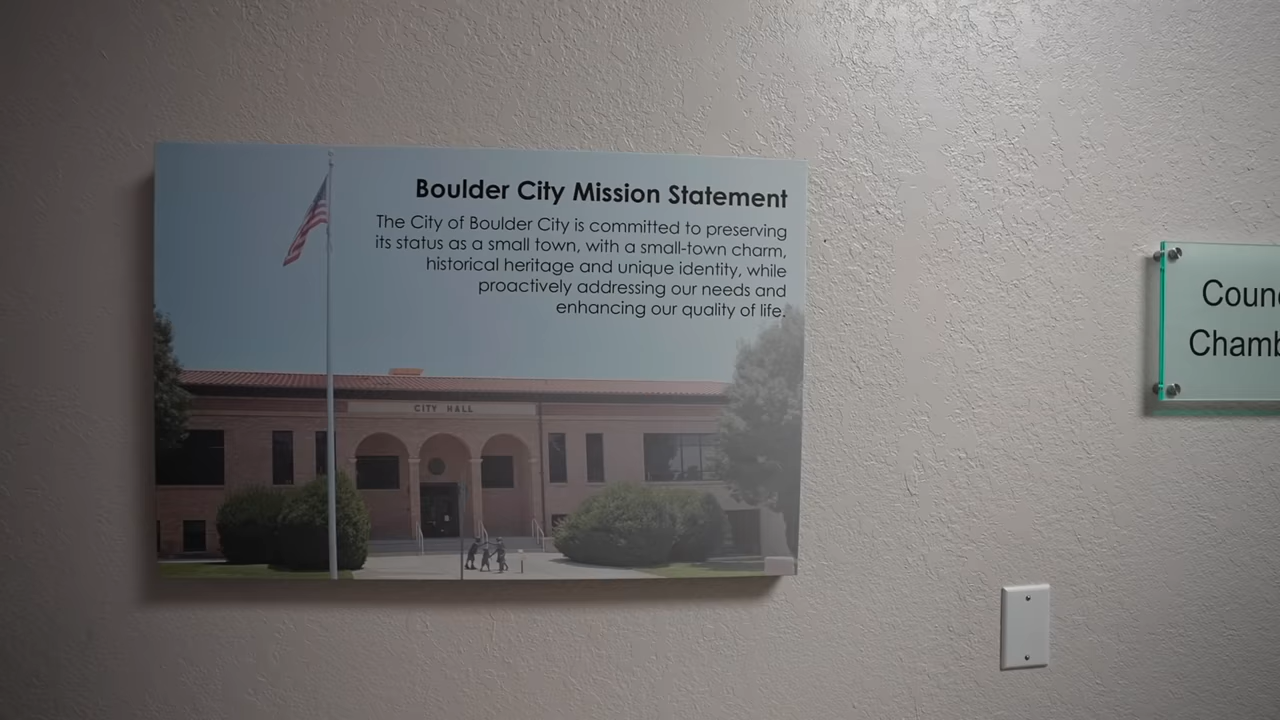 Boulder City Mission Statement
The City of Boulder City is committed to preserving
its status as a small town, with a small-town charm,
historical heritage and unique identity, while
proactively addressing our needs and
enhancing our quality of life.
CITY HALL
Coun
Chamb